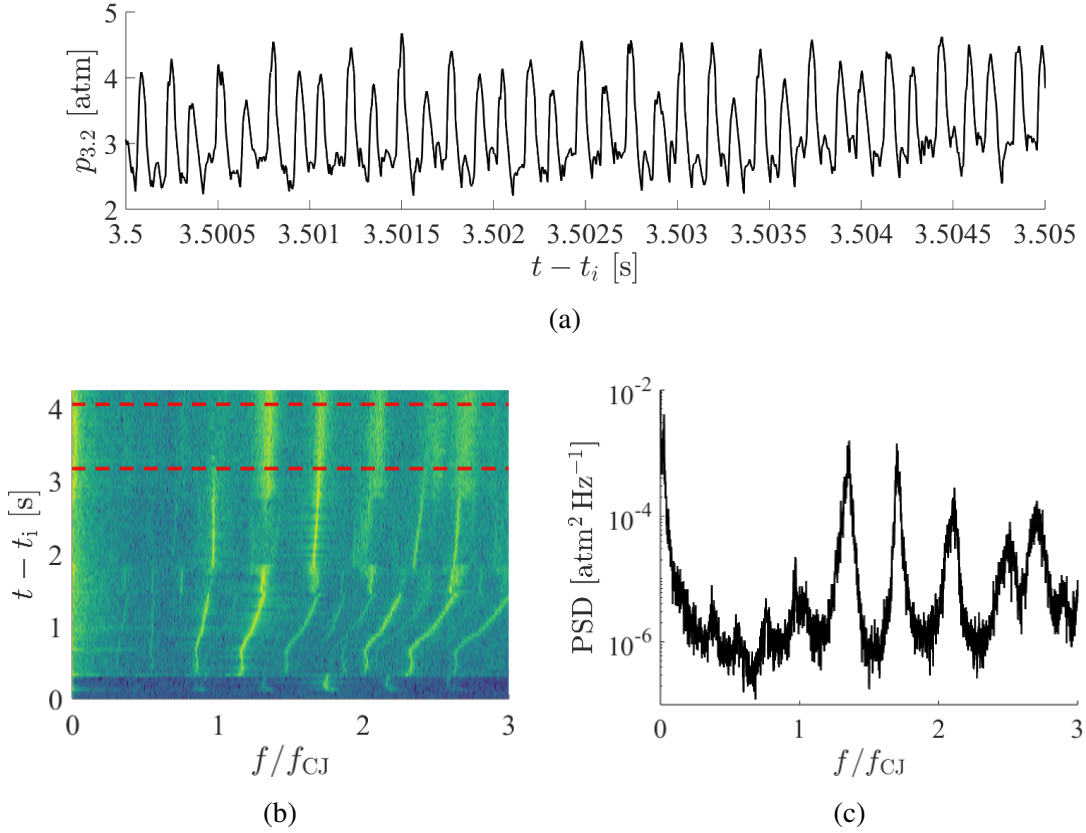 5
4
3
2
p3.2 [atm]
3.5 3.5005 3.501 3.5015 3.502 3.5025 3.503 3.5035 3.504 3.5045 3.505
t − ti [s]
(a)
4
3
2
1
0
t − ti [s]
0 1 2 3
f/fCJ
(b)
10−2
10−4
10−6
PSD [atm2 Hz−1]
0 1 2 3
f/fCJ
(c)